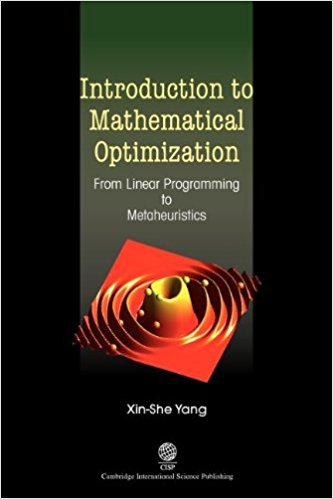 Introduction to
Mathematical
Optimization
From Linear Programming
to
Metaheuristics
Xin-She Yang
CISP
Cambridge International Science Publishing